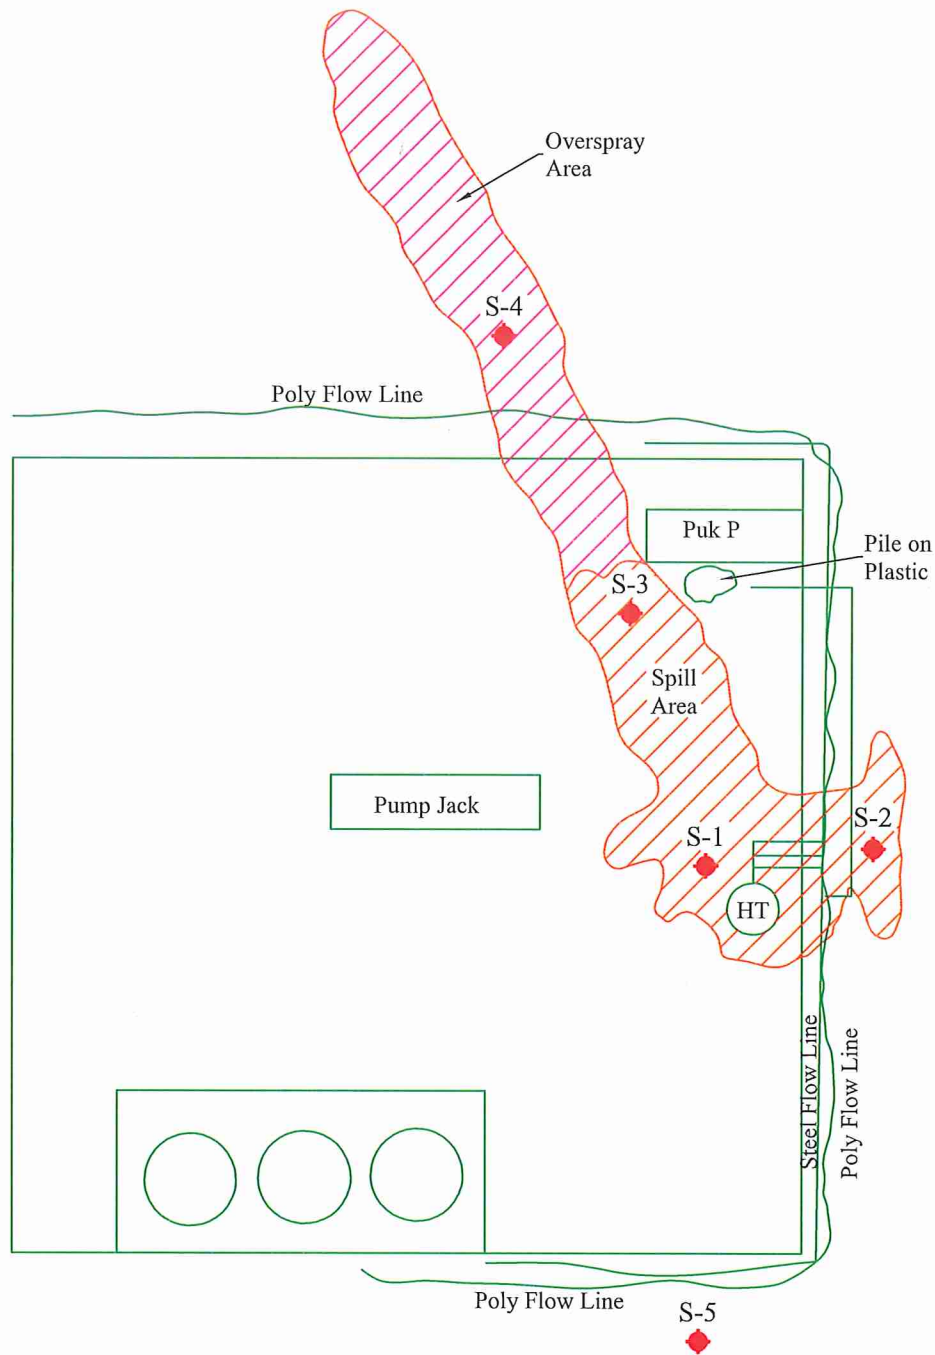 Overspray
Area
S-4
Poly Flow Line
Puk P
Pile on
Plastic
S-3
Spill
Area
Pump Jack
S-2
S-1
HT
Steel Flow Line
Poly Flow Line
Poly Flow Line
S-5